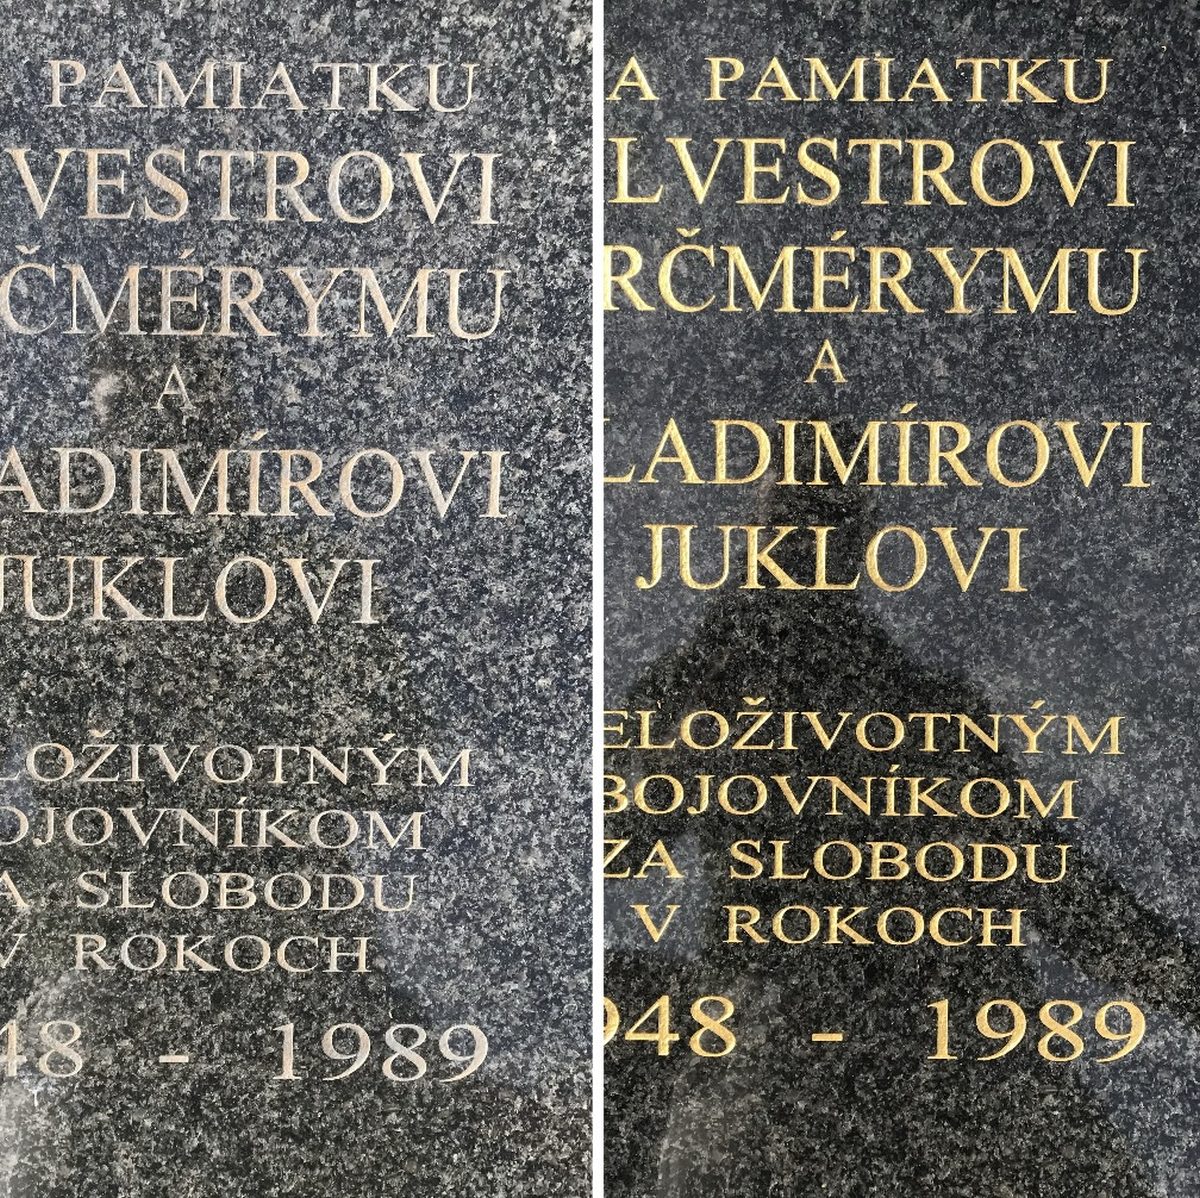 PAMIATKU
VESTROVI
ČMÉRYMU
A
ADIMÍROVI
JUKLOVI
LOŽIVOTNÝM
OJOVNÍKOM
A SLOBODU
V ROKOCH
48 - 1989
A PAMIATKU
LVESTROVI
RČMÉRYMU
A
LADIMÍROVI
JUKLOVI
ELOŽIVOTNÝM
BOJOVNÍKOM
ZA SLOBODU
V ROKOCH
948 - 1989